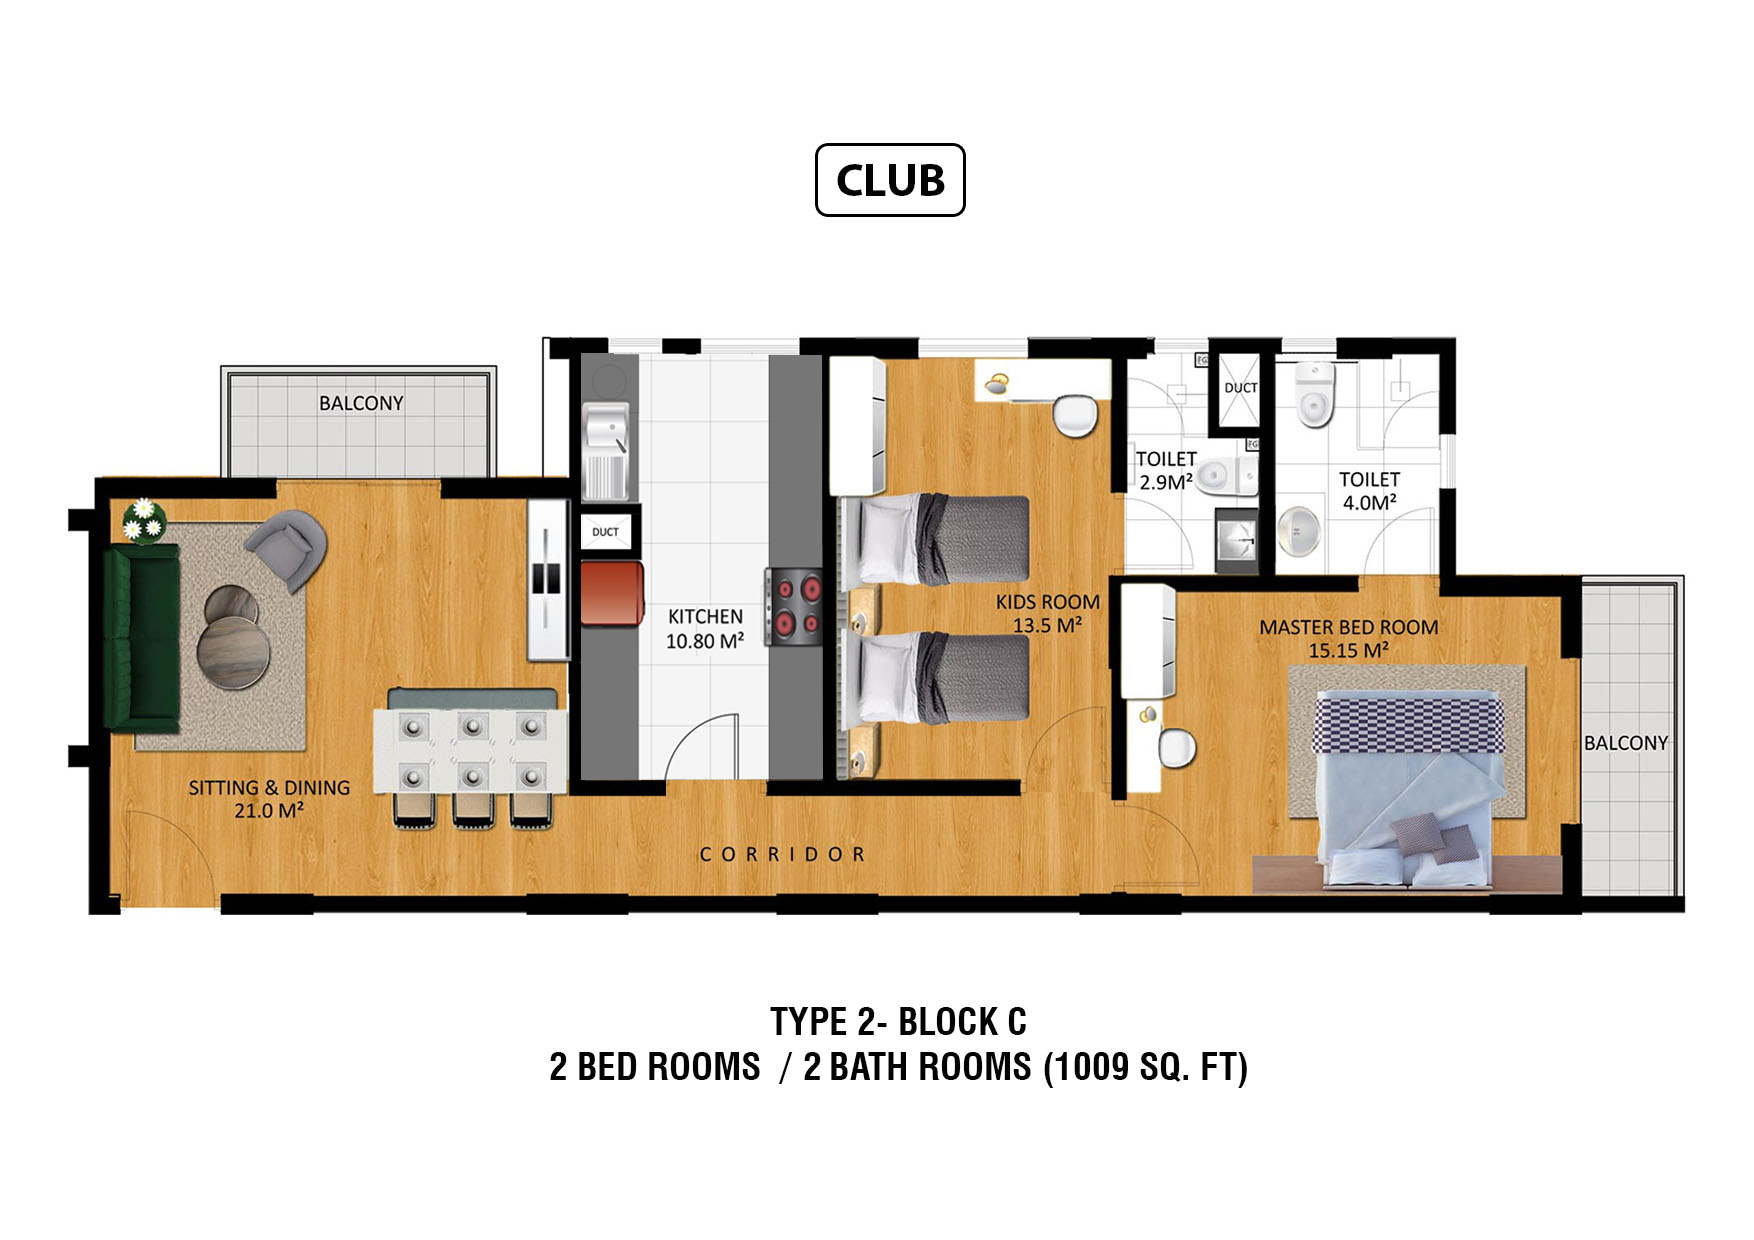 CLUB
BALCONY
DUCT
TOILET
2.9M²
TOILET
4.0M²
DUCT
KITCHEN
10.80 M²
KIDS ROOM
13.5 M²
MASTER BED ROOM
15.15 M²
BALCONY
SITTING & DINING
21.0 M²
CORRIDOR
TYPE 2- BLOCK C
2 BED ROOMS / 2 BATH ROOMS (1009 SQ. FT)